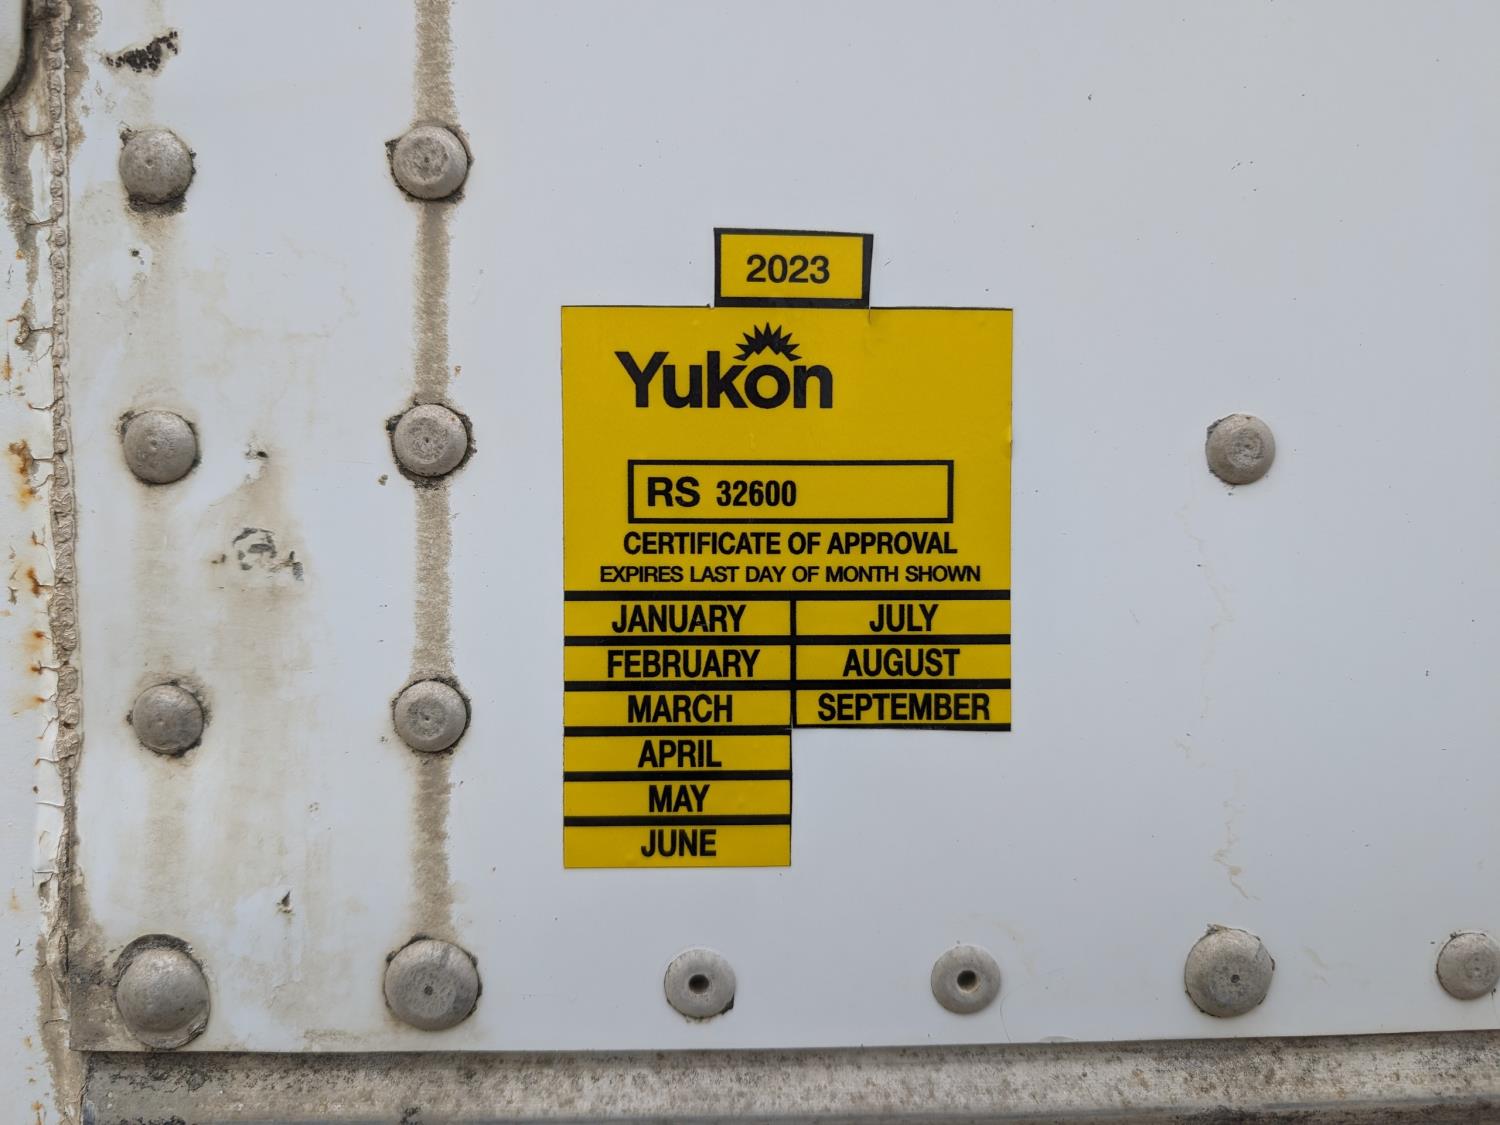 2023
Yukon
RS 32600
CERTIFICATE OF APPROVAL
EXPIRES LAST DAY OF MONTH SHOWN
JANUARY JULY
FEBRUARY AUGUST
MARCH SEPTEMBER
APRIL
MAY
JUNE